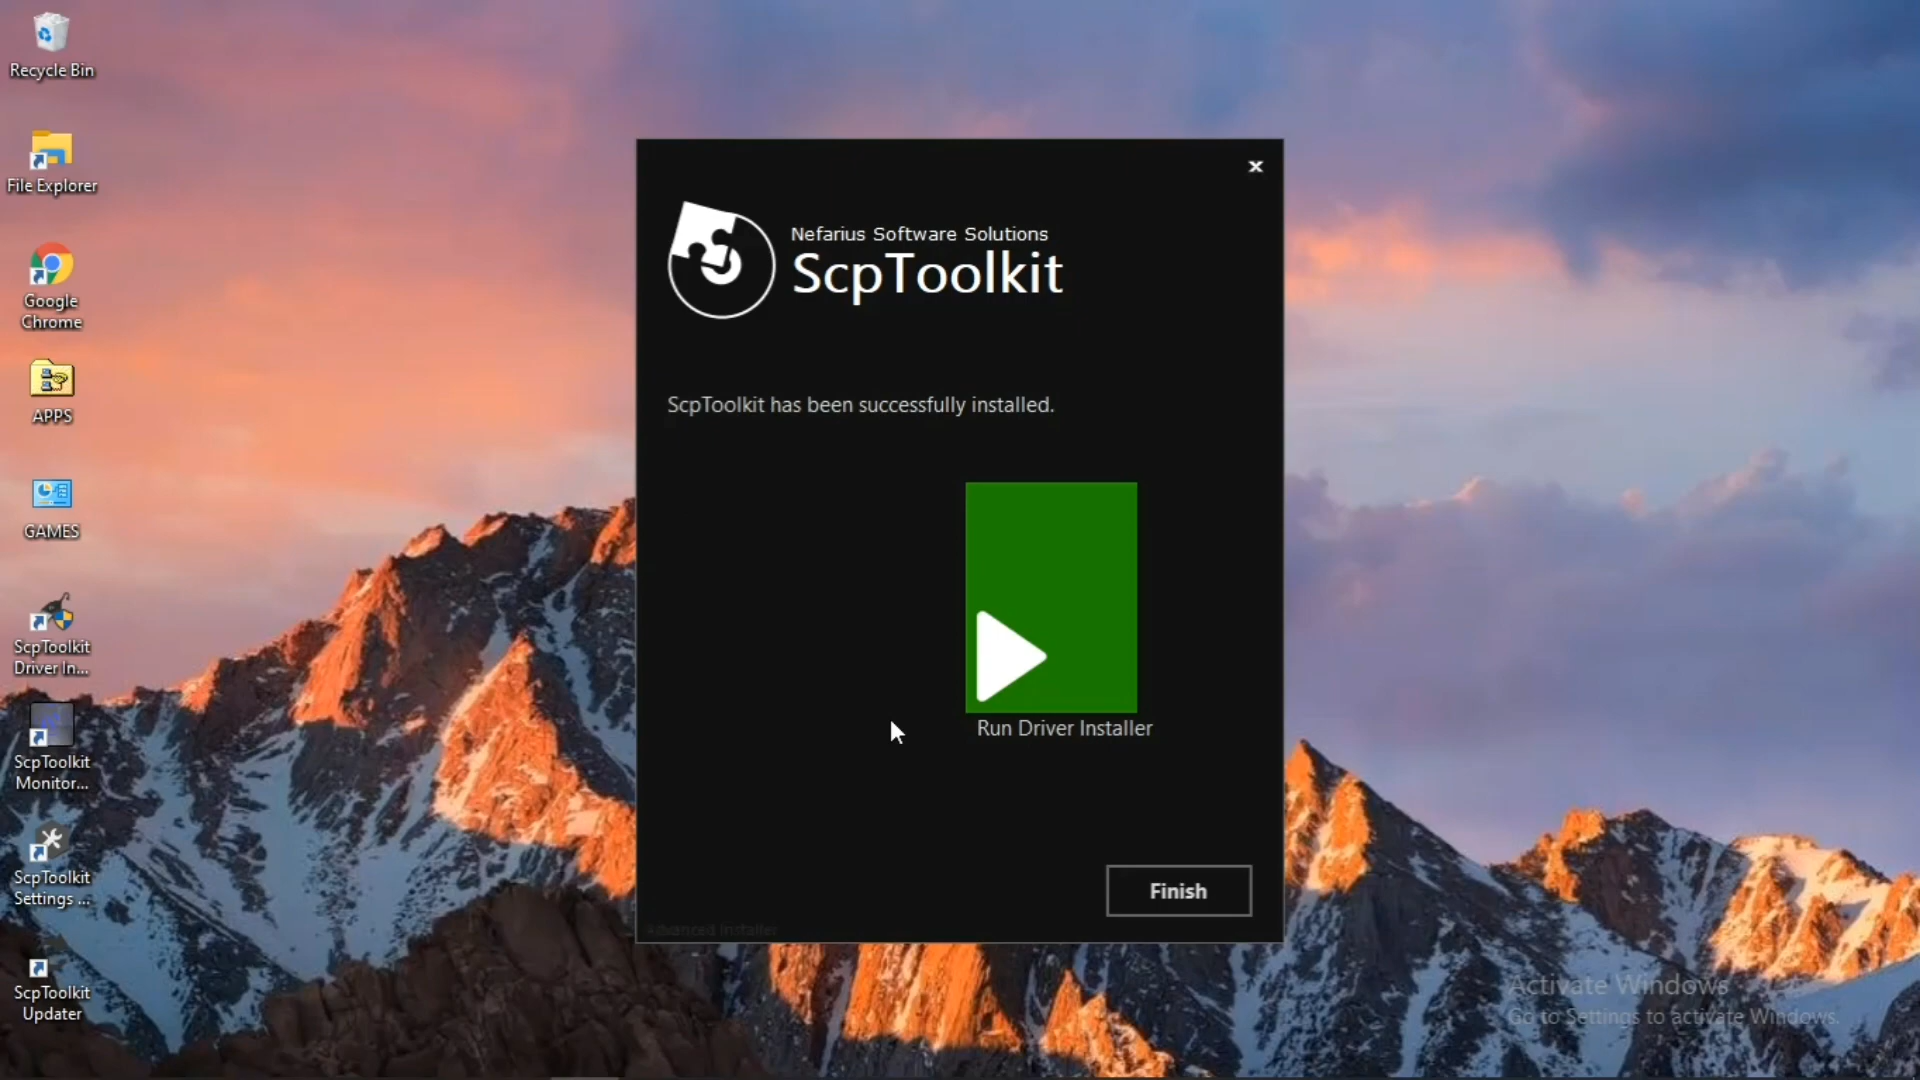 Recycle Bin
File Explorer
Google
Chrome
APPS
GAMES
ScpToolkit
Driver In...
ScpToolkit
Monitor...
ScpToolkit
Settings ...
ScpToolkit
Updater
Nefarius Software Solutions
ScpToolkit
ScpToolkit has been successfully installed.
Run Driver Installer
Finish
Advanced Installer
Activate Windows
Go to Settings to activate Windows.